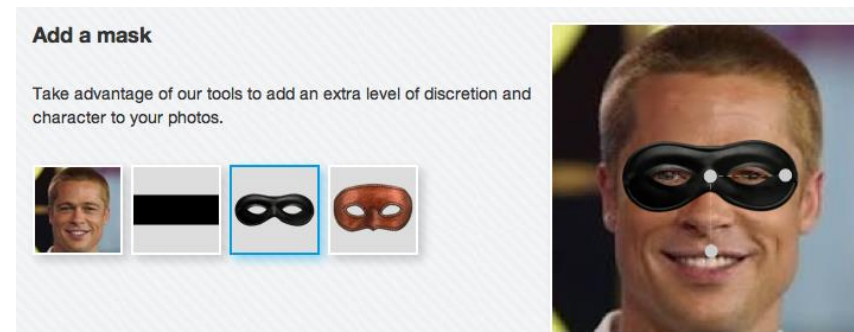 Add a mask
Take advantage of our tools to add an extra level of discretion and
character to your photos.